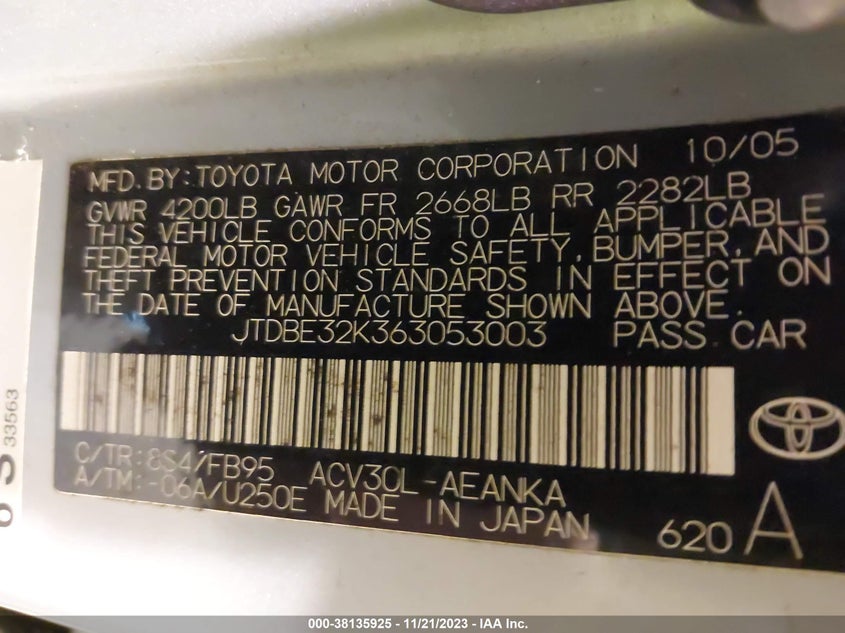 MFD.BY:TOYOTA MOTOR CORPORATION 10/05
GVWR 4200LB GAWR FR 2668LB RR 2282LB
THIS VEHICLE CONFORMS TO ALL APPLICABLE
FEDERAL MOTOR VEHICLE SAFETY,BUMPER,AND
THEFT PREVENTION STANDARDS IN EFFECT ON
THE DATE OF MANUFACTURE SHOWN ABOVE.
JTDBE32K363053003 PASS.CAR
C/TR:8S4/FB95 ACV30L-AEANKA
A/TM:-06A/U250E MADE IN JAPAN 620 A
33563
000-38135925 - 11/21/2023 - IAA Inc.